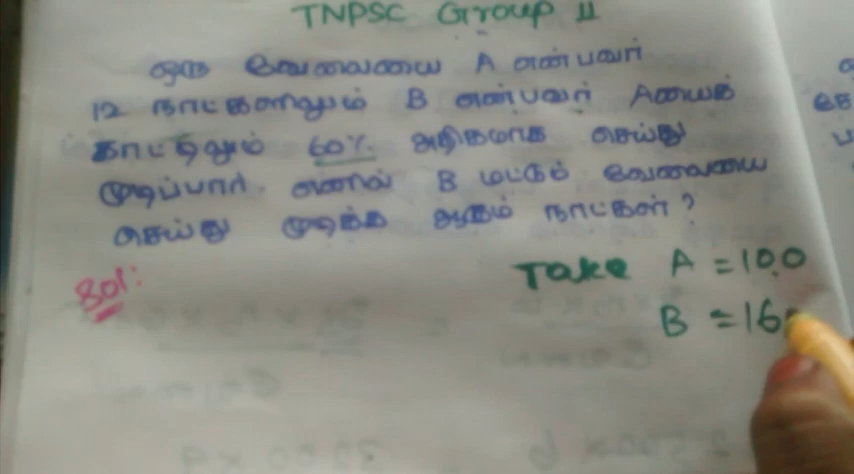 TNPSC Group II
ஒரு வேலையை A என்பவர்
12 நாட்களிலும் B என்பவர் Aயைக்
காட்டிலும் 60% அதிகமாக செய்து
முடிப்பார். எனில் B மட்டும் வேலையை
செய்து முடிக்க ஆகும் நாட்கள்?
Sol:
Take A = 100
B = 160